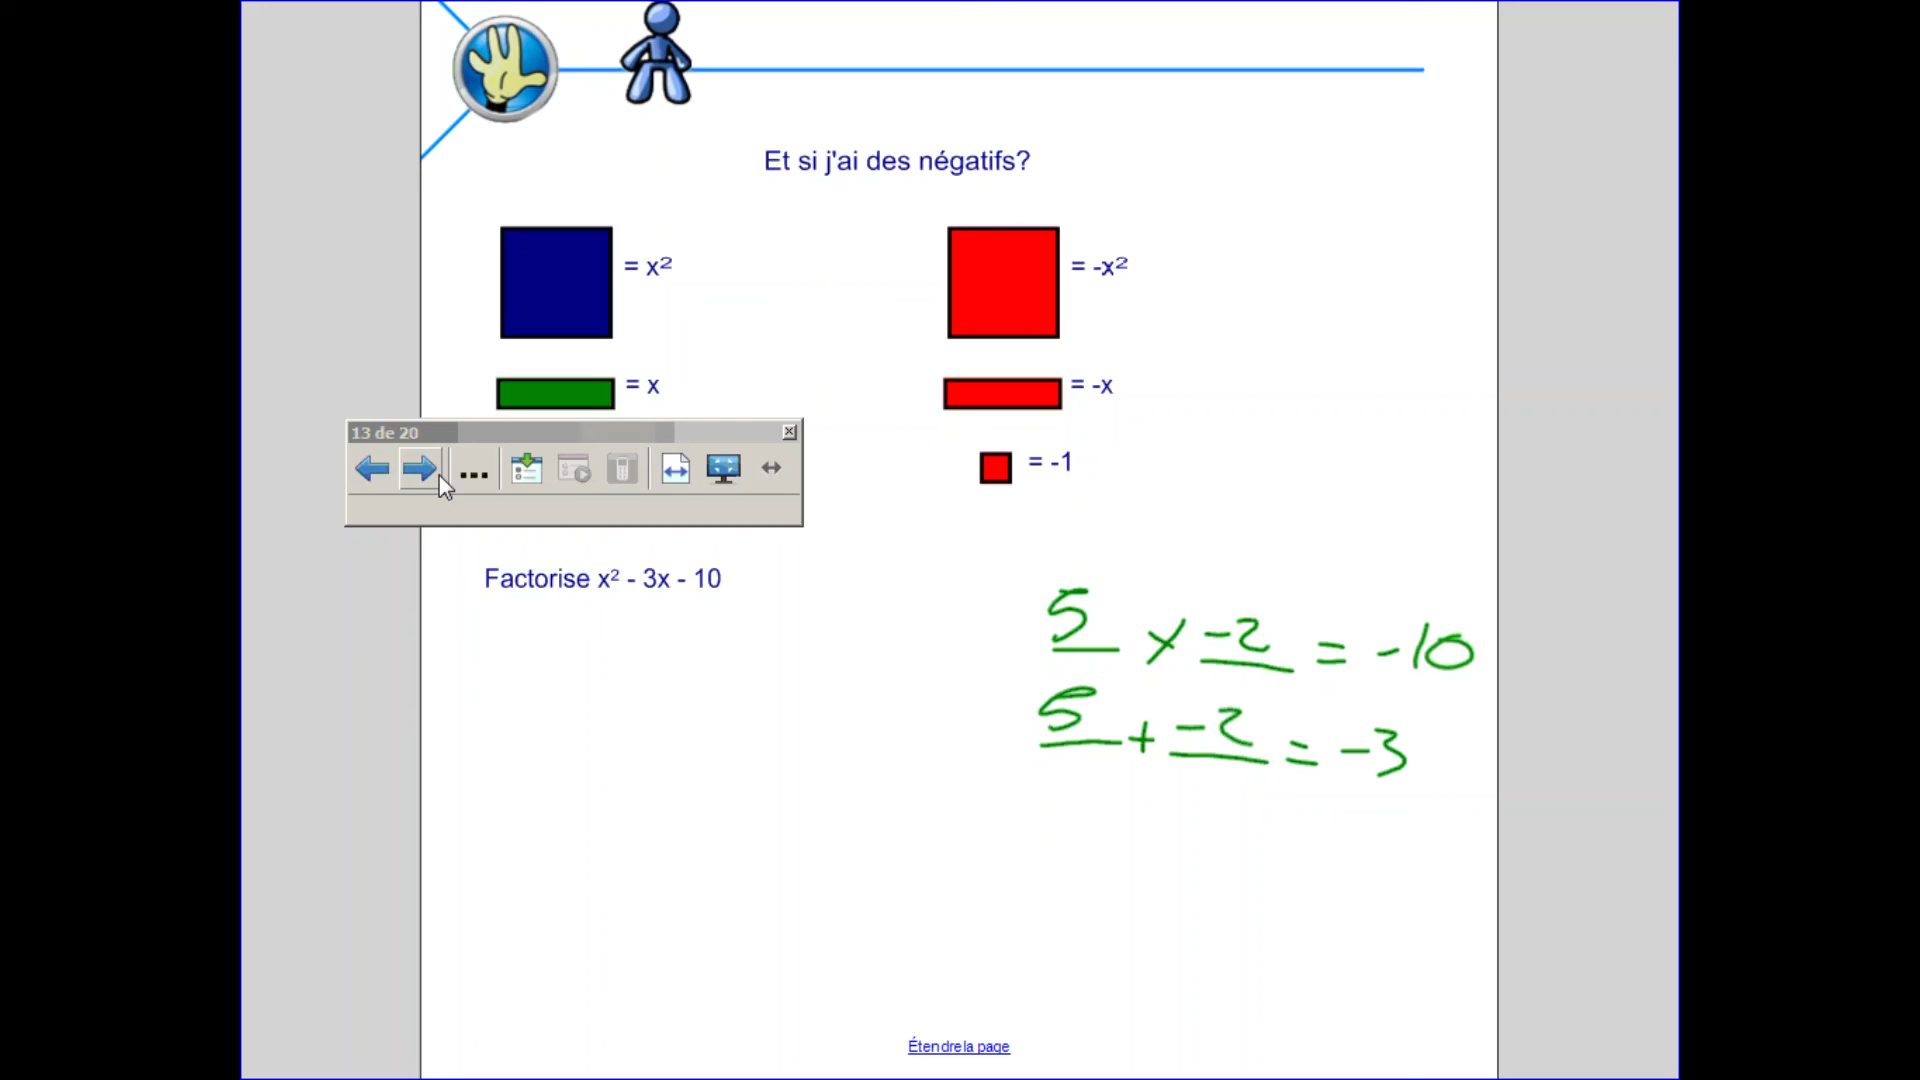 Et si j'ai des négatifs?
= x²
= -x²
= x
= -x
13 de 20
= -1
Factorise x² - 3x - 10
5 x -2 = -10
5 + -2 = -3
Étendre la page